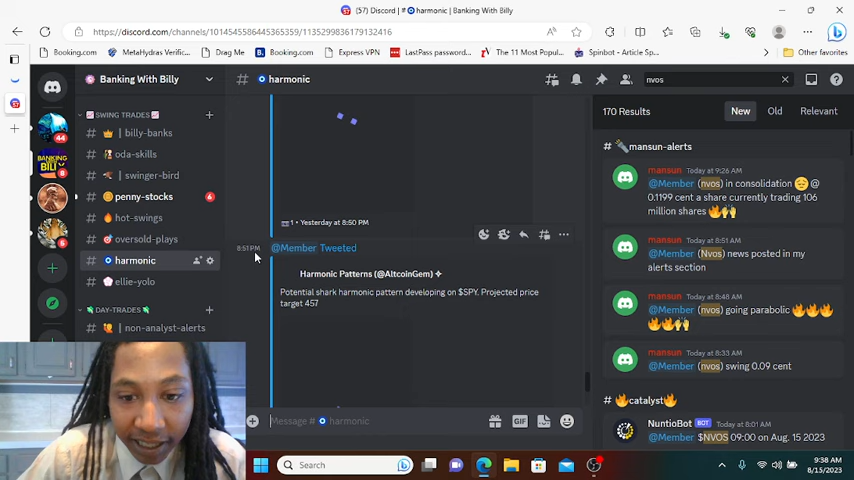 (57) Discord | # harmonic | Banking With Billy
https://discord.com/channels/1014545586445365359/1135299836179132416
Booking.com
MetaHydras Verific...
Drag Me
Booking.com
Express VPN
LastPass password...
The 11 Most Popul...
Spinbot - Article Sp...
Other favorites
Banking With Billy
# harmonic
nvos
SWING TRADES
# | billy-banks
# oda-skills
# | swinger-bird
# penny-stocks
6
# hot-swings
# oversold-plays
# harmonic
# ellie-yolo
DAY-TRADES
# | non-analyst-alerts
44
8
5
57
1 • Yesterday at 8:50 PM
8:51 PM
@Member Tweeted
Harmonic Patterns (@AltcoinGem)
Potential shark harmonic pattern developing on $SPY. Projected price
target 457
Message # harmonic
GIF
170 Results
New
Old
Relevant
# mansun-alerts
mansun Today at 9:26 AM
@Member (nvos) in consolidation @
0.1199 cent a share currently trading 106
million shares
mansun Today at 8:51 AM
@Member (Nvos) news posted in my
alerts section
mansun Today at 8:48 AM
@Member (nvos) going parabolic
mansun Today at 8:33 AM
@Member (nvos) swing 0.09 cent
# catalyst
NuntioBot BOT Today at 8:01 AM
@Member $NVOS 09:00 on Aug. 15 2023
Search
9:38 AM
8/15/2023